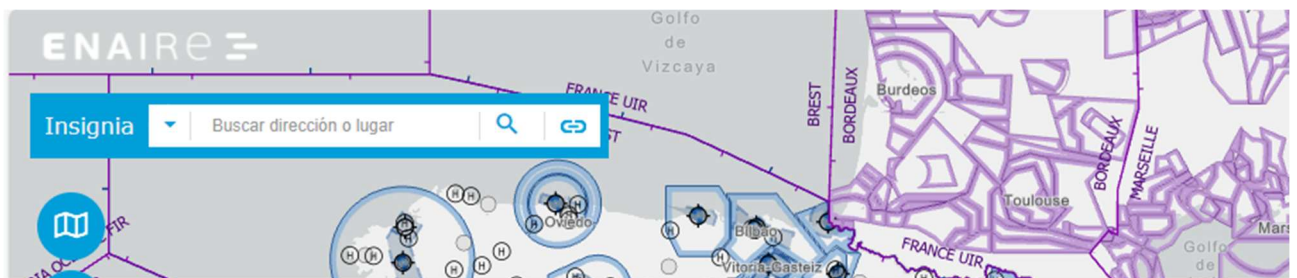 Golfo
de
Vizcaya
ENAIRe
FRANCE UIR
BREST
BORDEAUX
Burdeos
Insignia
Buscar dirección o lugar
BORDEAUX
MARSEILLE
Toulouse
Oviedo
Bilbao
FRANCE UIR
Golfo
de
Vitoria-Gasteiz
H
H
H
H
H
H
H
H
H
H